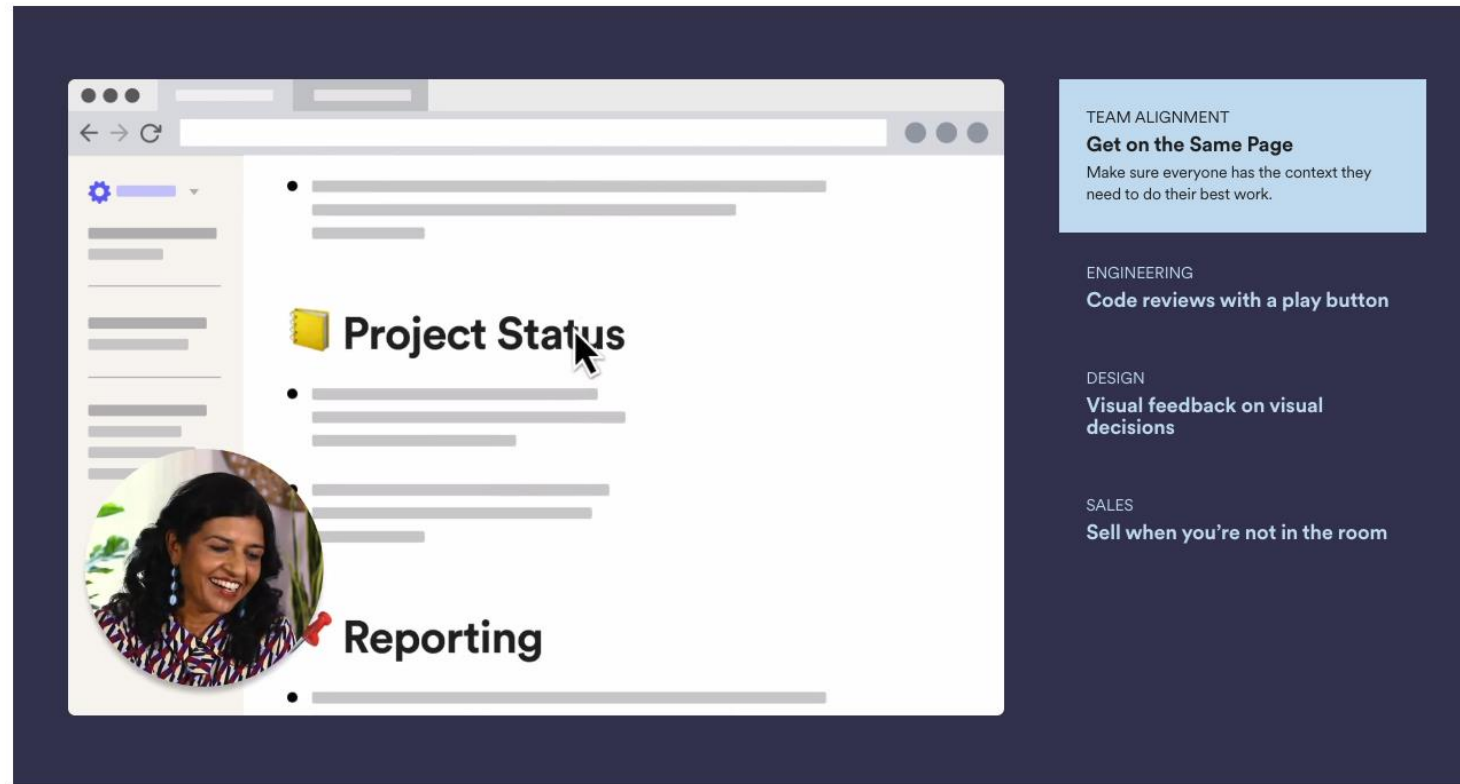 Project Status
Reporting
TEAM ALIGNMENT
Get on the Same Page
Make sure everyone has the context they
need to do their best work.
ENGINEERING
Code reviews with a play button
DESIGN
Visual feedback on visual
decisions
SALES
Sell when you’re not in the room